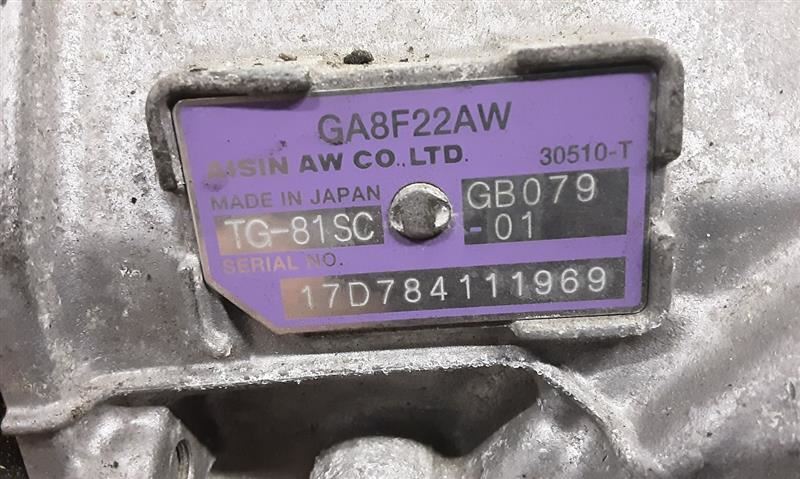 GA8F22AW
AISIN AW CO.,LTD. 30510-T
MADE IN JAPAN GB079
TG-81SC -01
SERIAL NO.
17D784111969